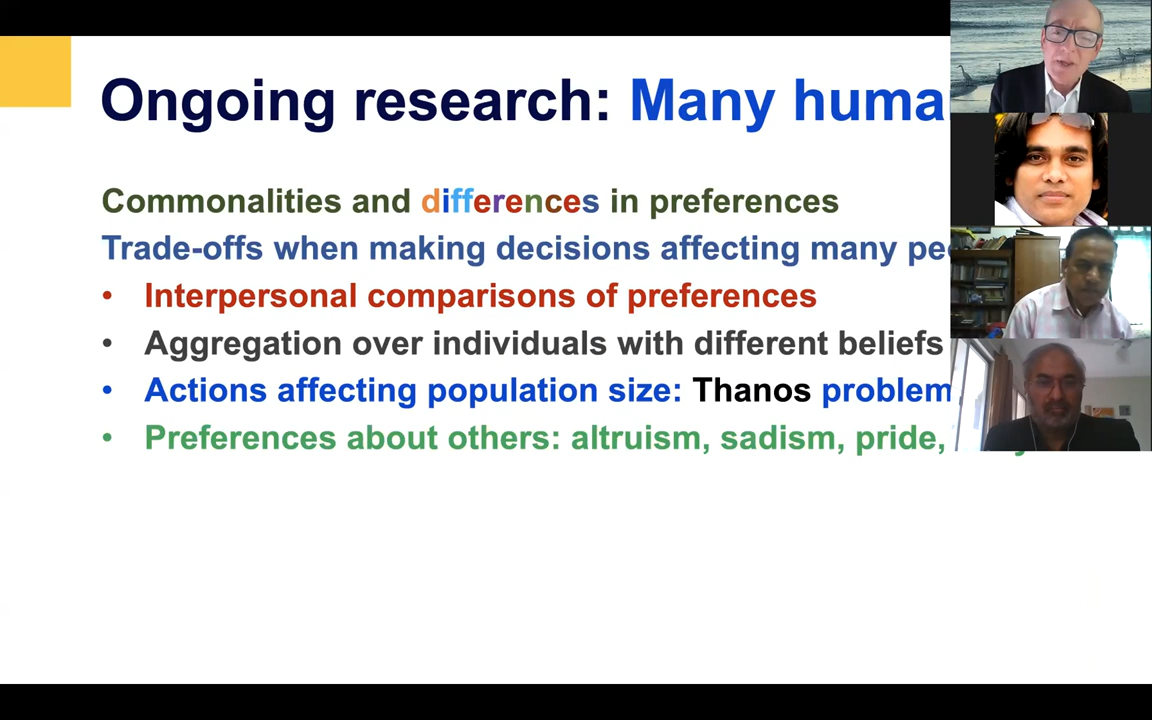 Ongoing research: Many huma
Commonalities and differences in preferences
Trade-offs when making decisions affecting many pe
• Interpersonal comparisons of preferences
• Aggregation over individuals with different beliefs
• Actions affecting population size: Thanos problem
• Preferences about others: altruism, sadism, pride,